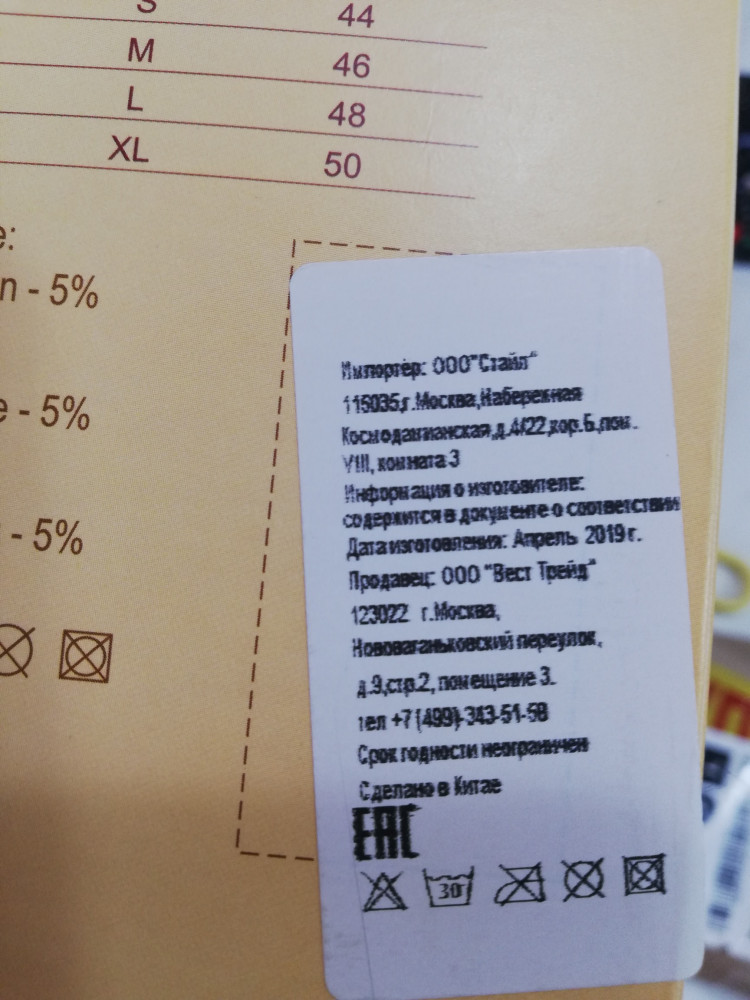 S 44
M 46
L 48
XL 50
e:
n - 5%
e - 5%
- 5%
Импортёр: ООО"Стайл"
115035,г.Москва,Набережная
Космодамианская,д.4/22,кор.Б,пом.
УIII, комната 3
Информация о изготовителе:
содержится в документе о соответствии
Дата изготовления: Апрель 2019 г.
Продавец: ООО "Вест Трейд"
123022 г.Москва,
Нововаганьковский переулок,
д.9,стр.2, помещение 3.
тел +7 (499)-343-51-58
Срок годности неограничен
Сделано в Китае
EAC
30